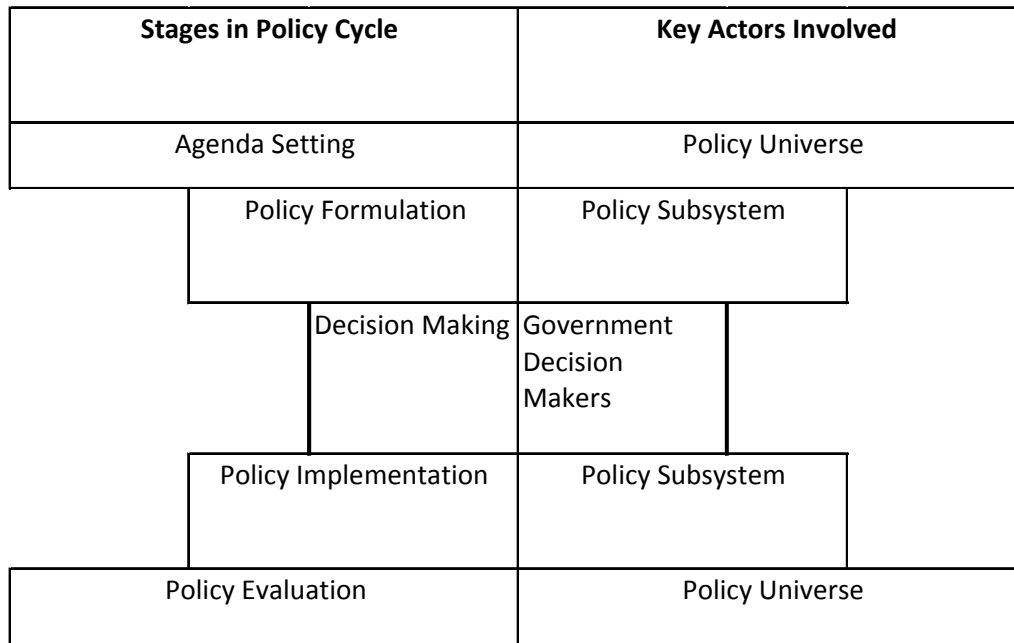 Stages in Policy Cycle
Key Actors Involved
Agenda Setting
Policy Universe
Policy Formulation
Policy Subsystem
Decision Making
Government
Decision
Makers
Policy Implementation
Policy Subsystem
Policy Evaluation
Policy Universe